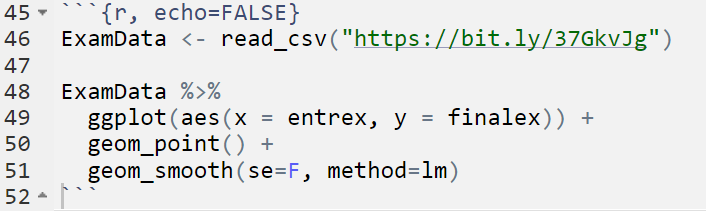 45 ```{r, echo=FALSE}
46 ExamData <- read_csv("https://bit.ly/37GkvJg")
47
48 ExamData %>%
49   ggplot(aes(x = entrex, y = finalex)) +
50   geom_point() +
51   geom_smooth(se=F, method=lm)
52 ```